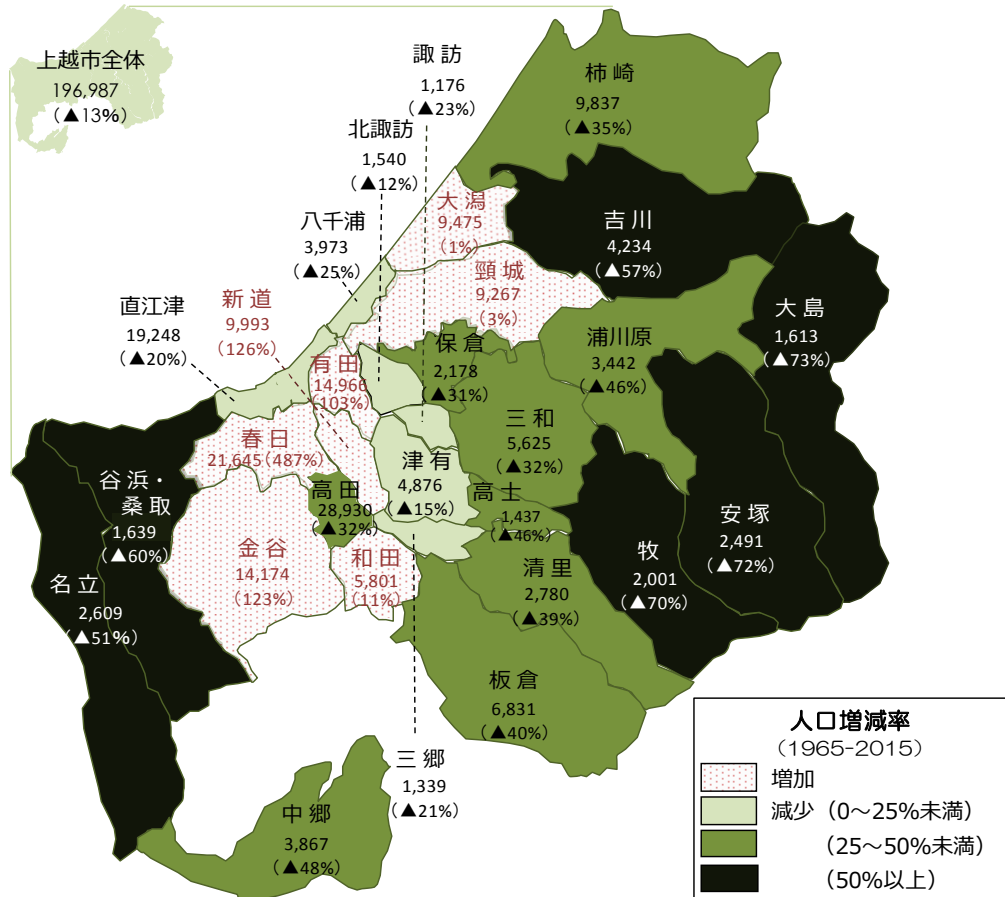 上越市全体
196,987
(▲13%)
諏訪
1,176
(▲23%)
柿崎
9,837
(▲35%)
北諏訪
1,540
(▲12%)
大潟
9,475
(1%)
吉川
4,234
(△57%)
八千浦
3,973
(▲25%)
頸城
9,267
(3%)
新道
9,993
(126%)
直江津
19,248
(▲20%)
大島
1,613
(△73%)
浦川原
3,442
(▲46%)
保倉
2,178
(▲31%)
有田
14,966
(103%)
三和
5,625
(▲32%)
春日
21,645(487%)
谷浜・
桑取
1,639
(△60%)
高田
28,930
(▲32%)
津有
4,876
(▲15%)
高士
1,437
(▲46%)
安塚
2,491
(△72%)
金谷
14,174
(123%)
和田
5,801
(11%)
牧
2,001
(△70%)
清里
2,780
(▲39%)
名立
2,609
(△51%)
板倉
6,831
(▲40%)
三郷
1,339
(▲21%)
中郷
3,867
(▲48%)
人口増減率
(1965-2015)
増加
減少(0～25%未満)
(25～50%未満)
(50%以上)